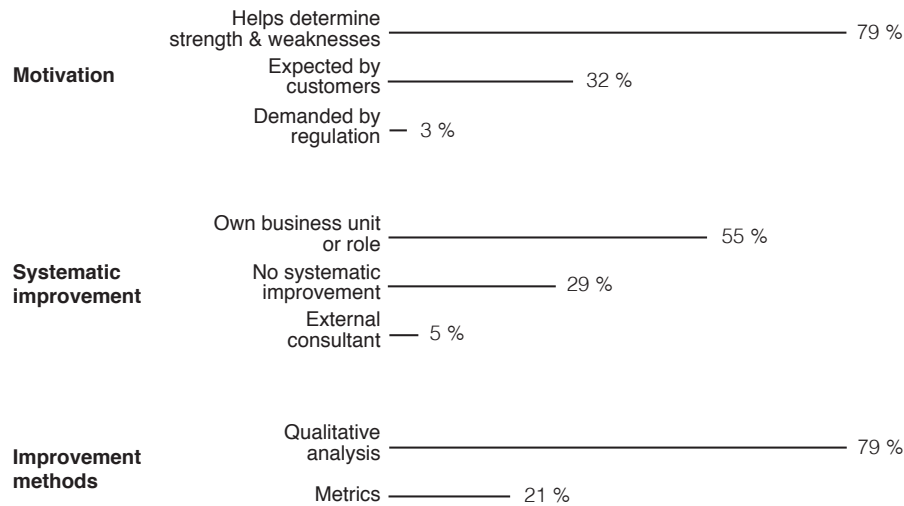 Motivation
Helps determine
strength & weaknesses
79 %
Expected by
customers
32 %
Demanded by
regulation
3 %
Systematic
improvement
Own business unit
or role
55 %
No systematic
improvement
29 %
External
consultant
5 %
Improvement
methods
Qualitative
analysis
79 %
Metrics
21 %